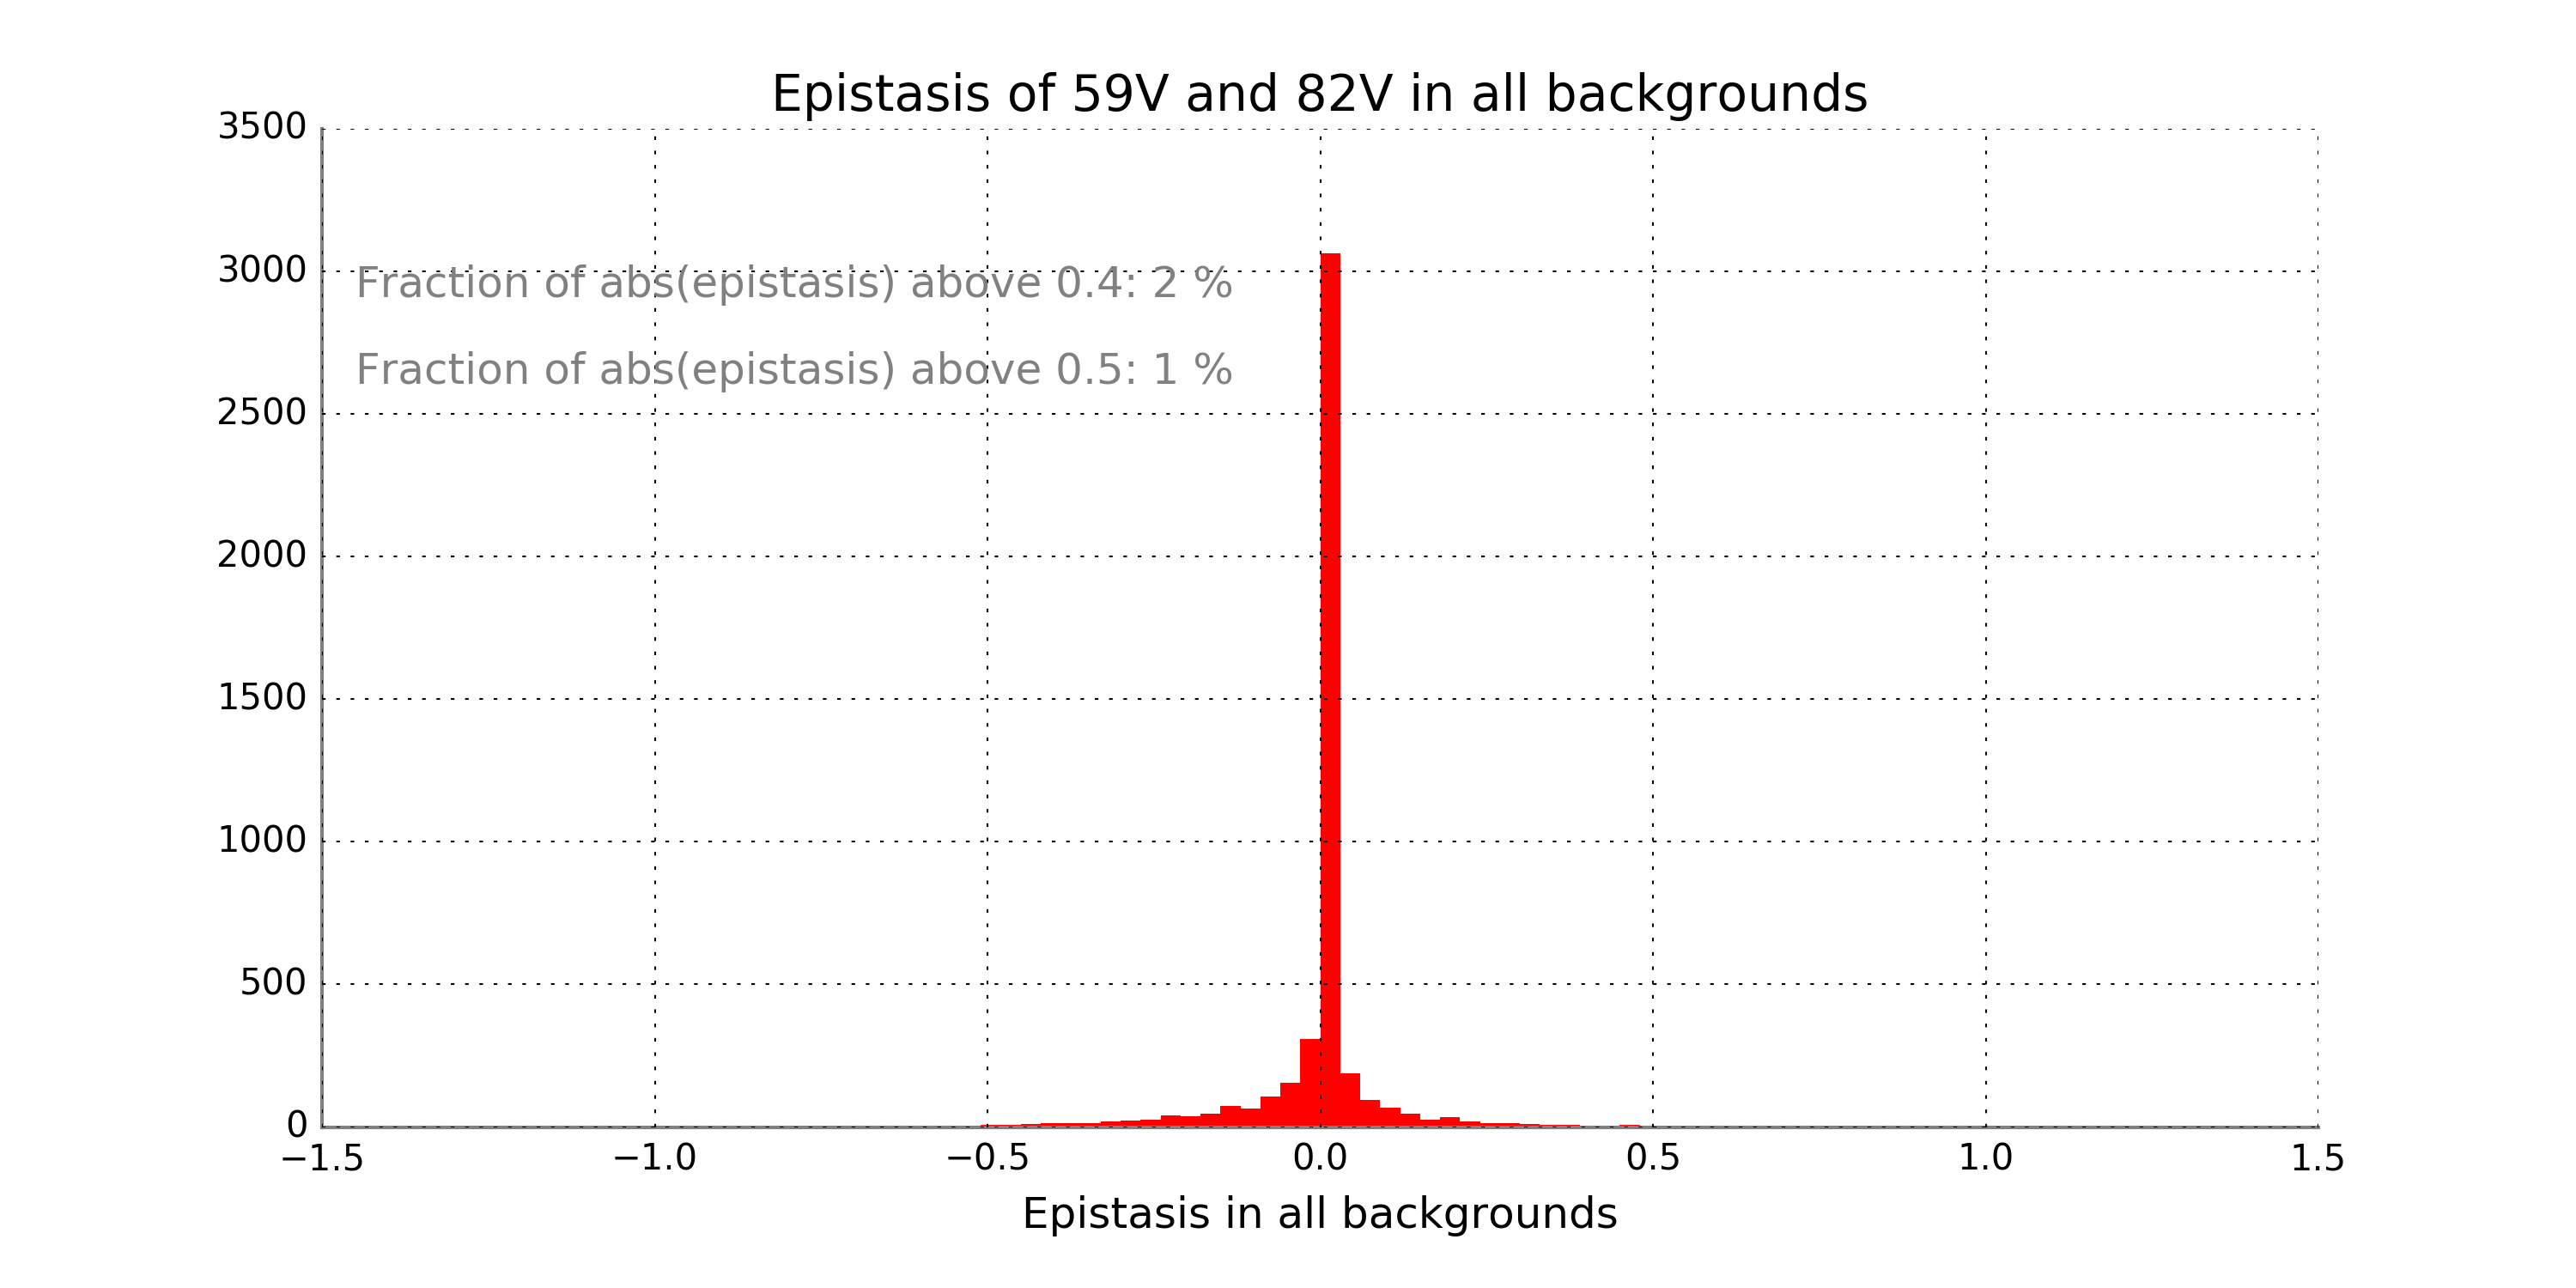 Epistasis of 59V and 82V in all backgrounds
3500
3000
Fraction of abs(epistasis) above 0.4: 2 %
Fraction of abs(epistasis) above 0.5: 1 %
2500
2000
1500
1000
500
0
−1.5 −1.0 −0.5 0.0 0.5 1.0 1.5
Epistasis in all backgrounds